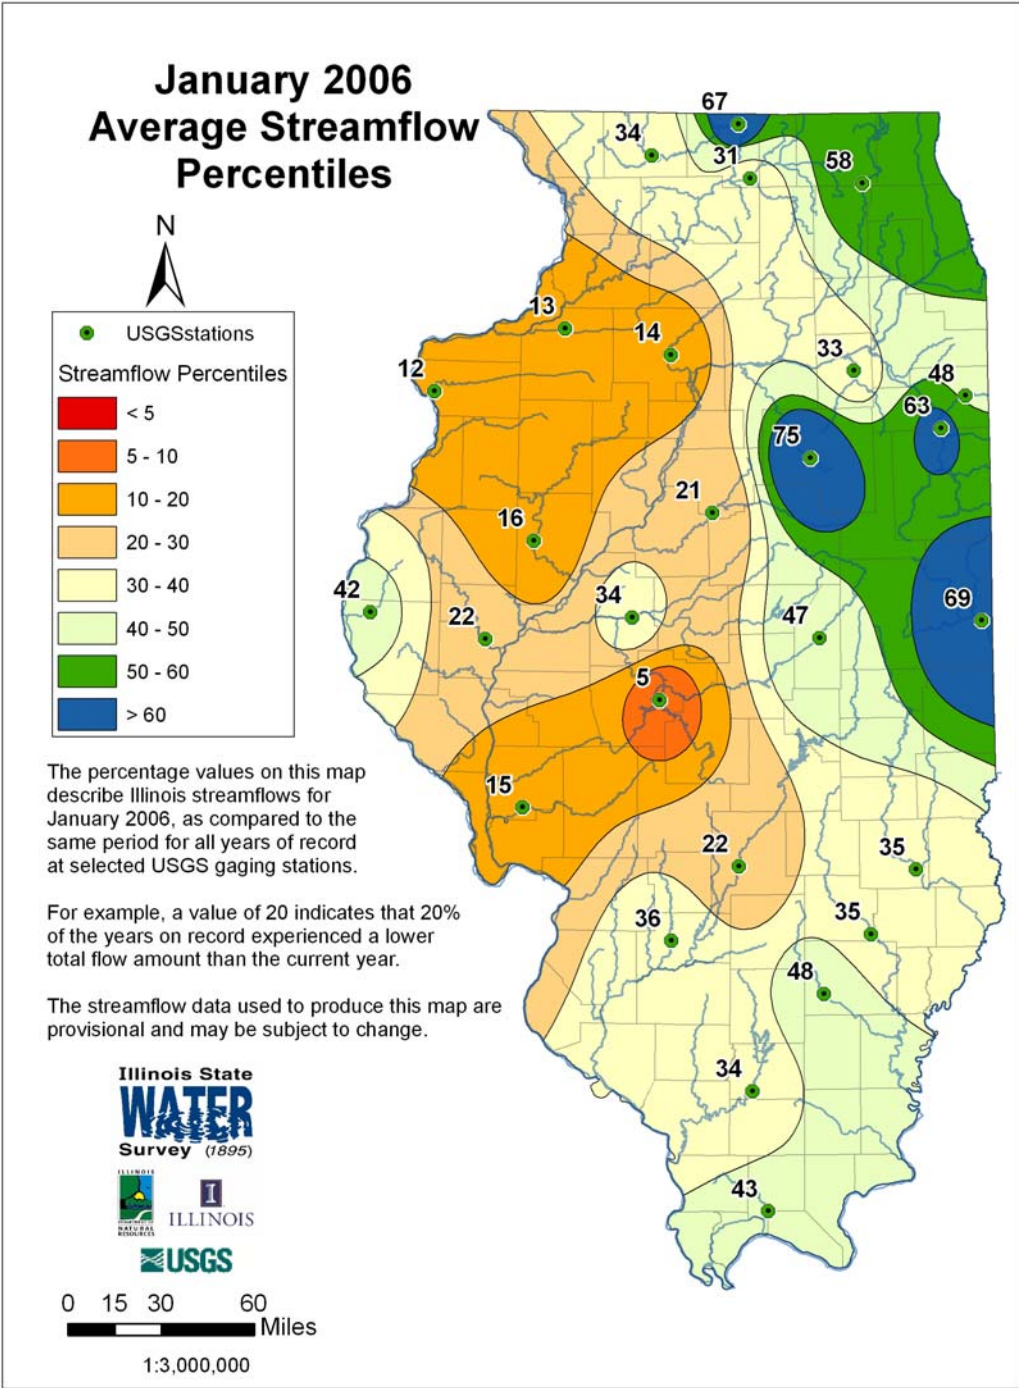 January 2006
Average Streamflow
Percentiles
N
USGSstations
Streamflow Percentiles
< 5
5 - 10
10 - 20
20 - 30
30 - 40
40 - 50
50 - 60
> 60
67
34
31
58
13
14
33
12
48
63
75
21
16
42
34
22
47
69
5
15
22
35
36
35
48
34
43
The percentage values on this map
describe Illinois streamflows for
January 2006, as compared to the
same period for all years of record
at selected USGS gaging stations.
For example, a value of 20 indicates that 20%
of the years on record experienced a lower
total flow amount than the current year.
The streamflow data used to produce this map are
provisional and may be subject to change.
Illinois State
WATER
Survey (1895)
ILLINOIS
DEPARTMENT OF
NATURAL
RESOURCES
I
ILLINOIS
USGS
0 15 30 60
Miles
1:3,000,000